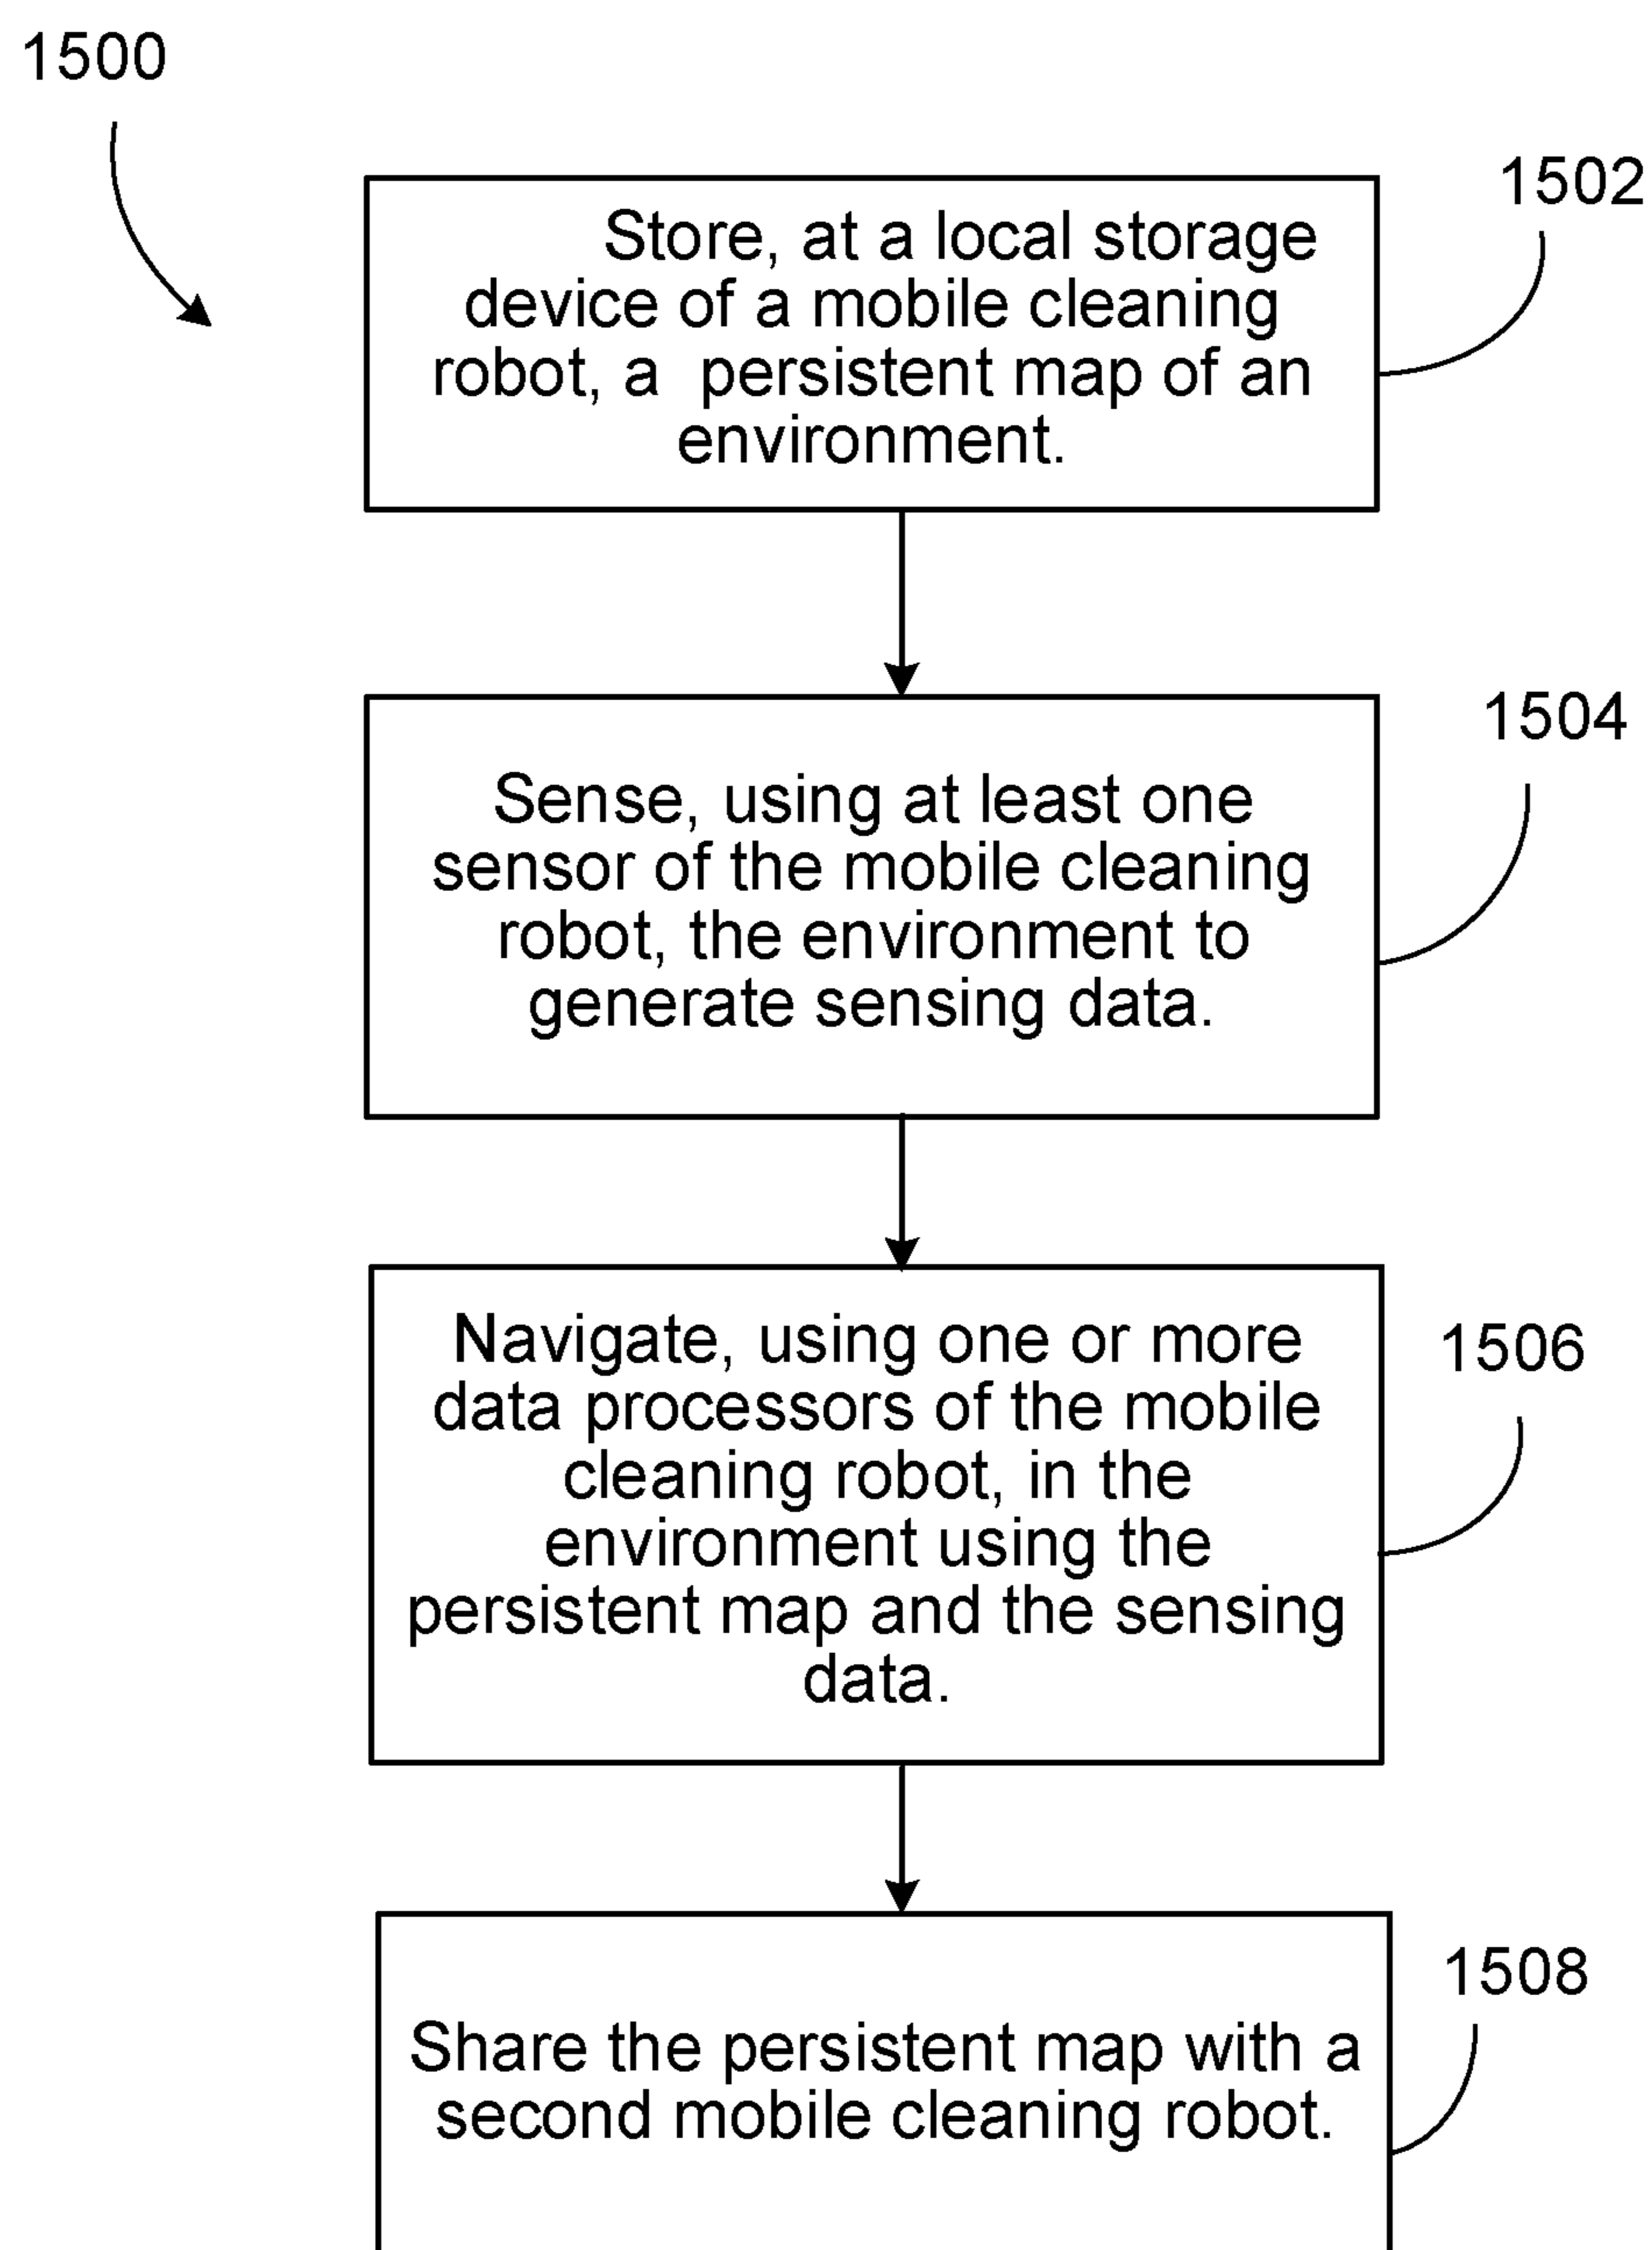 1500
1502
Store, at a local storage
device of a mobile cleaning
robot, a persistent map of an
environment.
1504
Sense, using at least one
sensor of the mobile cleaning
robot, the environment to
generate sensing data.
1506
Navigate, using one or more
data processors of the mobile
cleaning robot, in the
environment using the
persistent map and the sensing
data.
1508
Share the persistent map with a
second mobile cleaning robot.